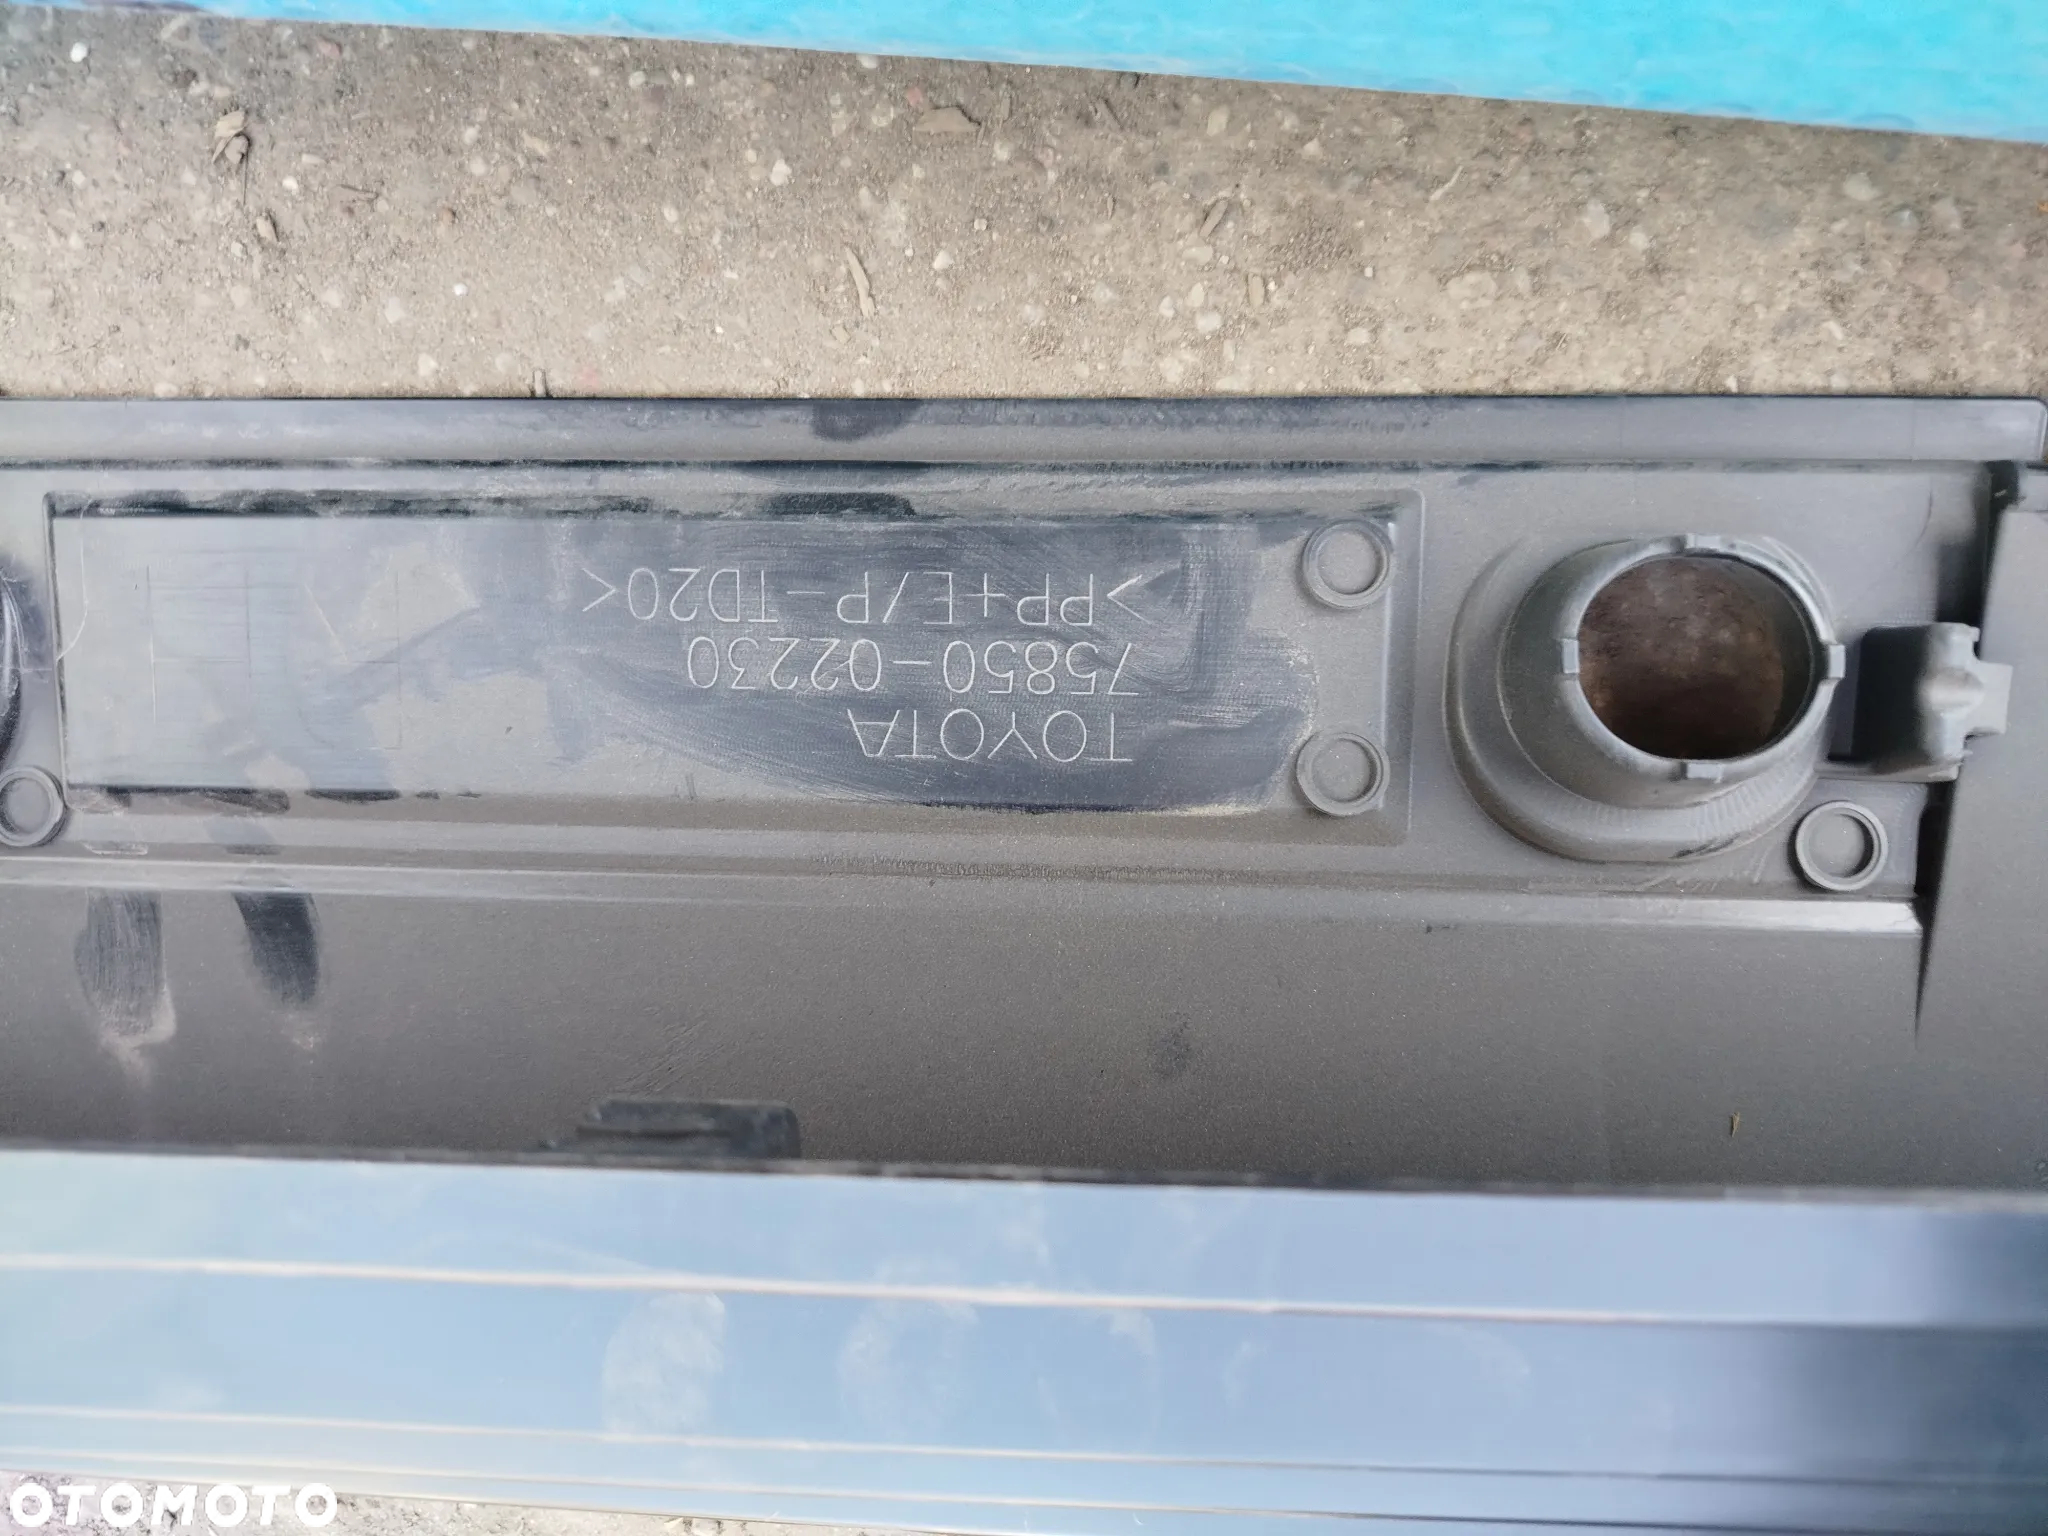 TOYOTA
75850-02230
>PP+E/P-TD20<
OTOMOTO